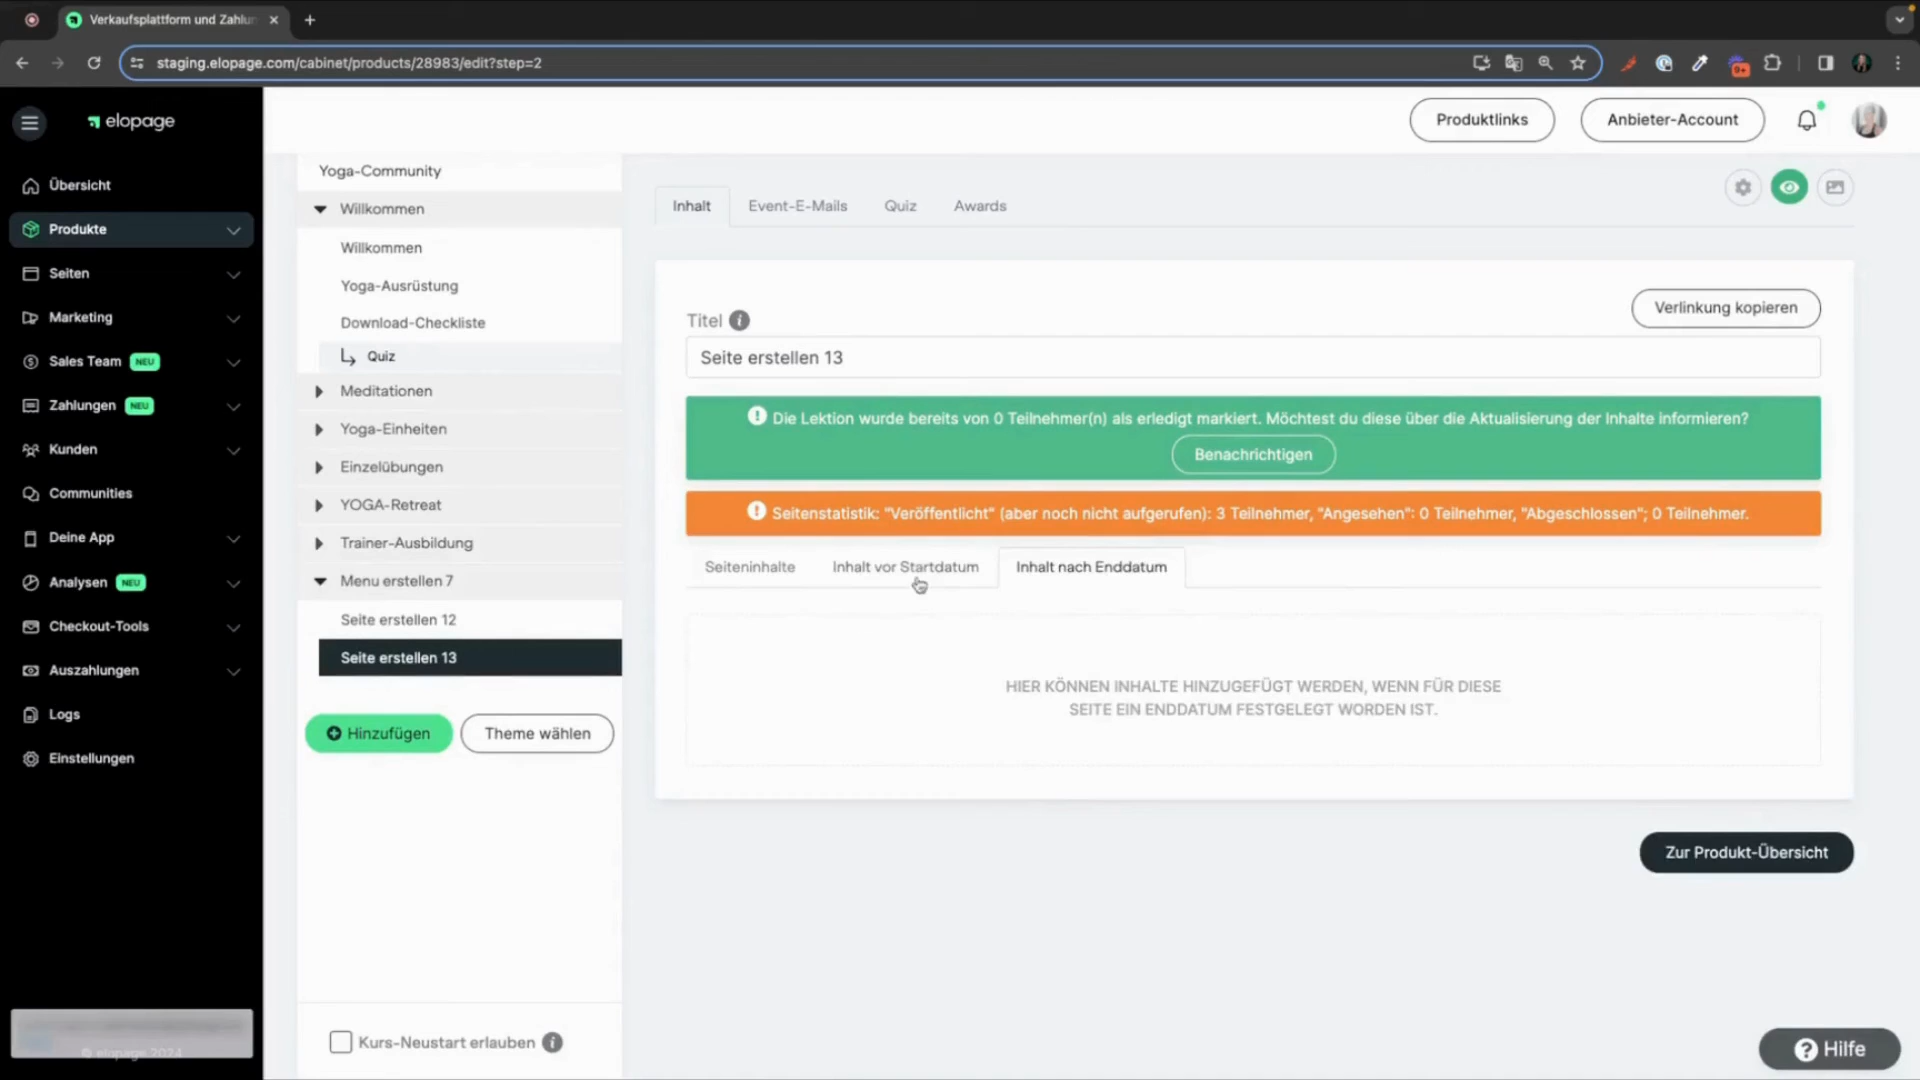 Verkaufsplattform und Zahlun
staging.elopage.com/cabinet/products/28983/edit?step=2
9+
elopage
Produktlinks
Anbieter-Account
Übersicht
Produkte
Seiten
Marketing
Sales Team NEU
Zahlungen NEU
Kunden
Communities
Deine App
Analysen NEU
Checkout-Tools
Auszahlungen
Logs
Einstellungen
© elopage 2024
Yoga-Community
Willkommen
Willkommen
Yoga-Ausrüstung
Download-Checkliste
Quiz
Meditationen
Yoga-Einheiten
Einzelübungen
YOGA-Retreat
Trainer-Ausbildung
Menu erstellen 7
Seite erstellen 12
Seite erstellen 13
Hinzufügen
Theme wählen
Kurs-Neustart erlauben
Inhalt
Event-E-Mails
Quiz
Awards
Verlinkung kopieren
Titel
Seite erstellen 13
Die Lektion wurde bereits von 0 Teilnehmer(n) als erledigt markiert. Möchtest du diese über die Aktualisierung der Inhalte informieren?
Benachrichtigen
Seitenstatistik: "Veröffentlicht" (aber noch nicht aufgerufen): 3 Teilnehmer, "Angesehen": 0 Teilnehmer, "Abgeschlossen"; 0 Teilnehmer.
Seiteninhalte
Inhalt vor Startdatum
Inhalt nach Enddatum
HIER KÖNNEN INHALTE HINZUGEFÜGT WERDEN, WENN FÜR DIESE
SEITE EIN ENDDATUM FESTGELEGT WORDEN IST.
Zur Produkt-Übersicht
Hilfe